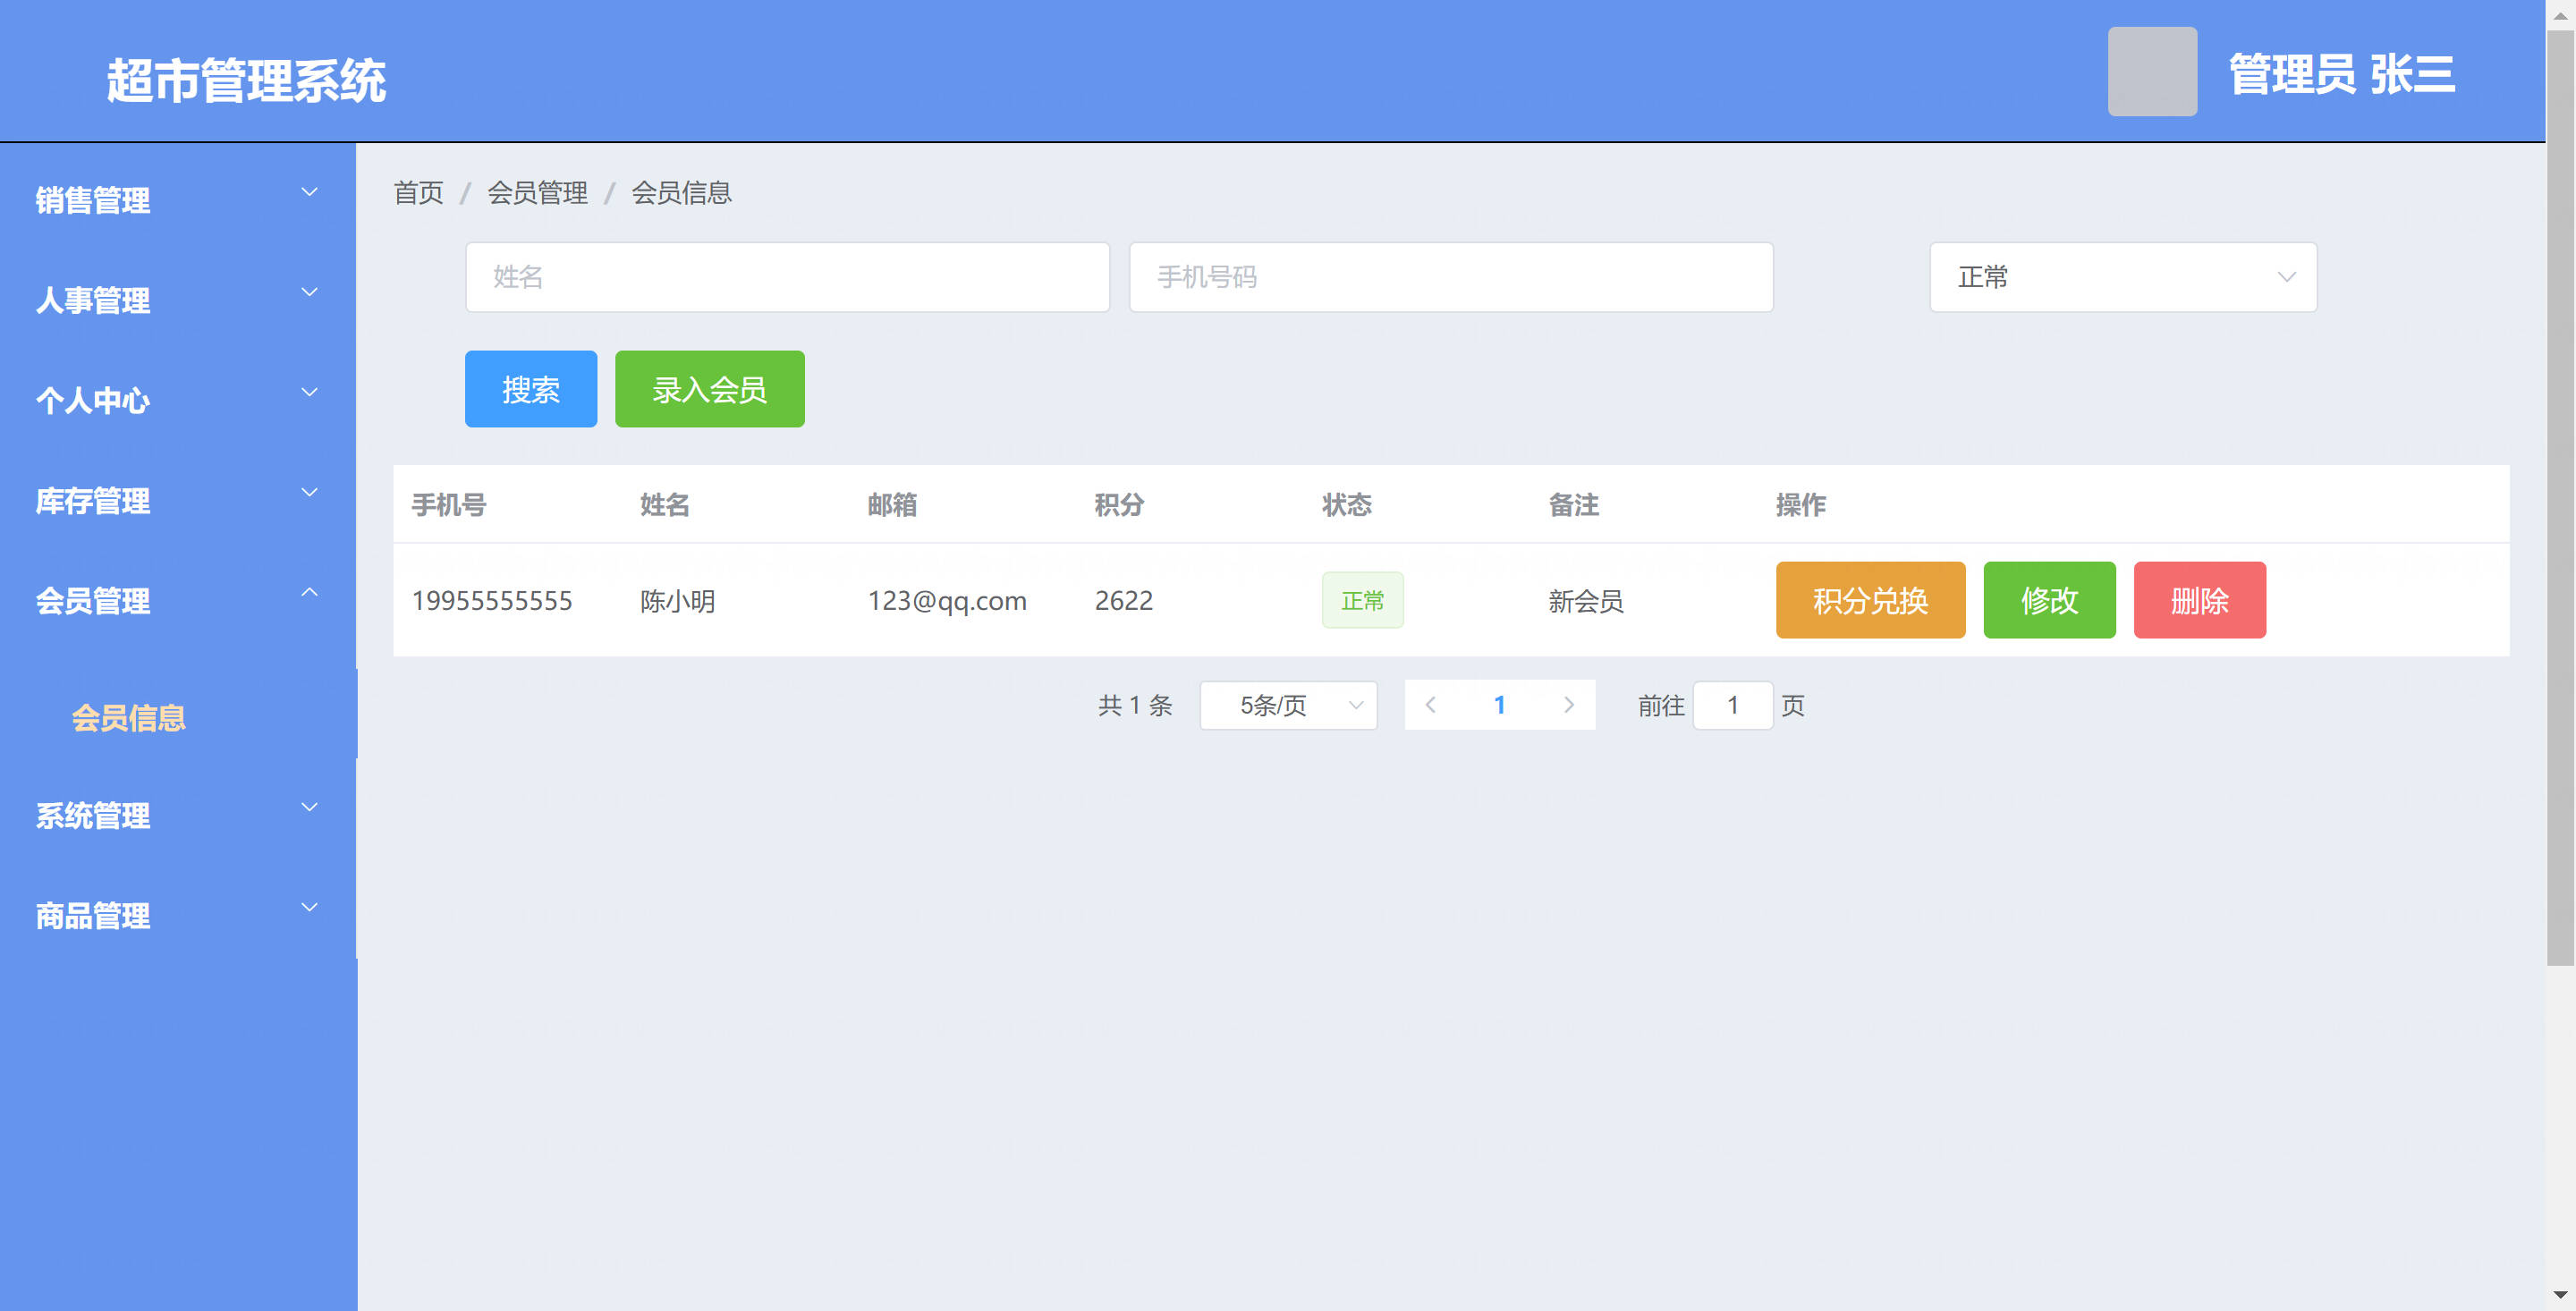 超市管理系统
管理员 张三
销售管理
人事管理
个人中心
库存管理
会员管理
会员信息
系统管理
商品管理
首页 / 会员管理 / 会员信息
姓名 手机号码 正常
搜索 录入会员
手机号 姓名 邮箱 积分 状态 备注 操作
19955555555 陈小明 123@qq.com 2622 正常 新会员 积分兑换 修改 删除
共 1 条 5条/页 1 前往 1 页